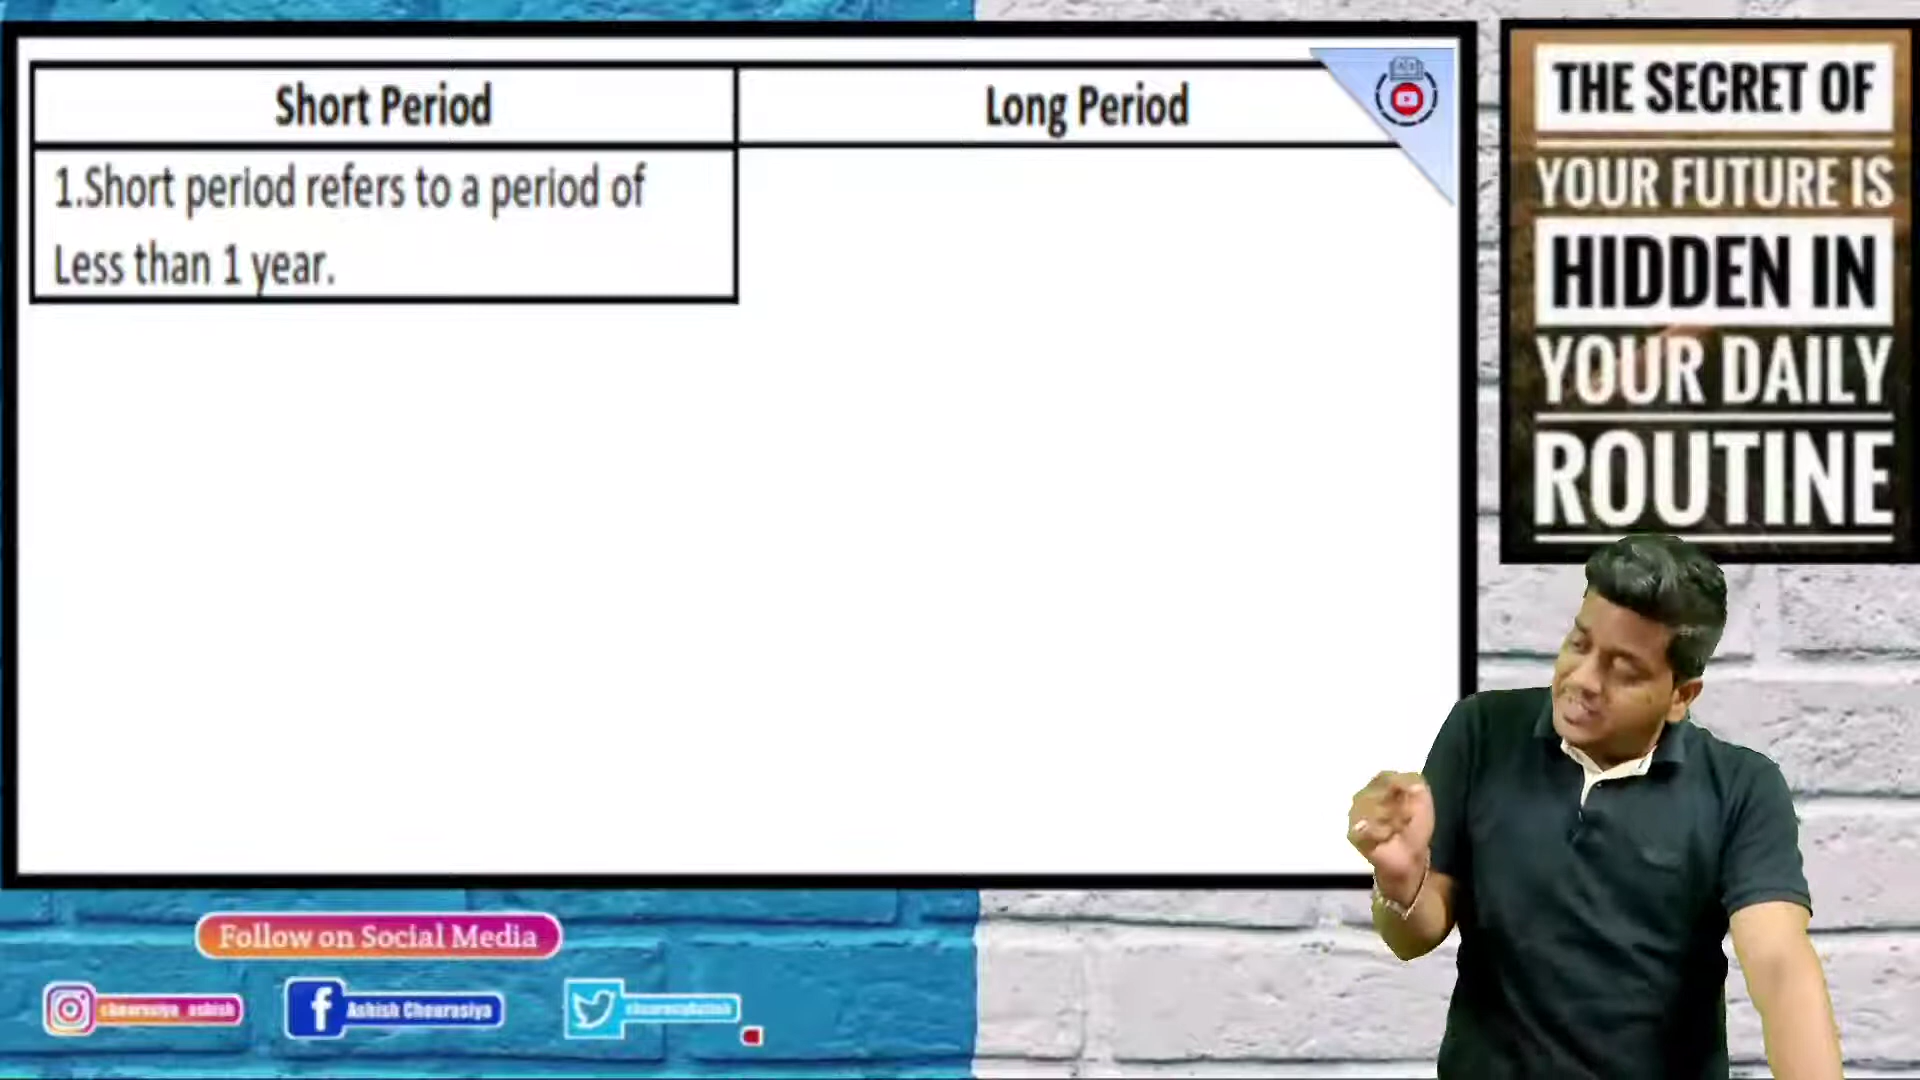 Short Period
Long Period
1.Short period refers to a period of
Less than 1 year.
THE SECRET OF
YOUR FUTURE IS
HIDDEN IN
YOUR DAILY
ROUTINE
Follow on Social Media
Ashish Chourasiya